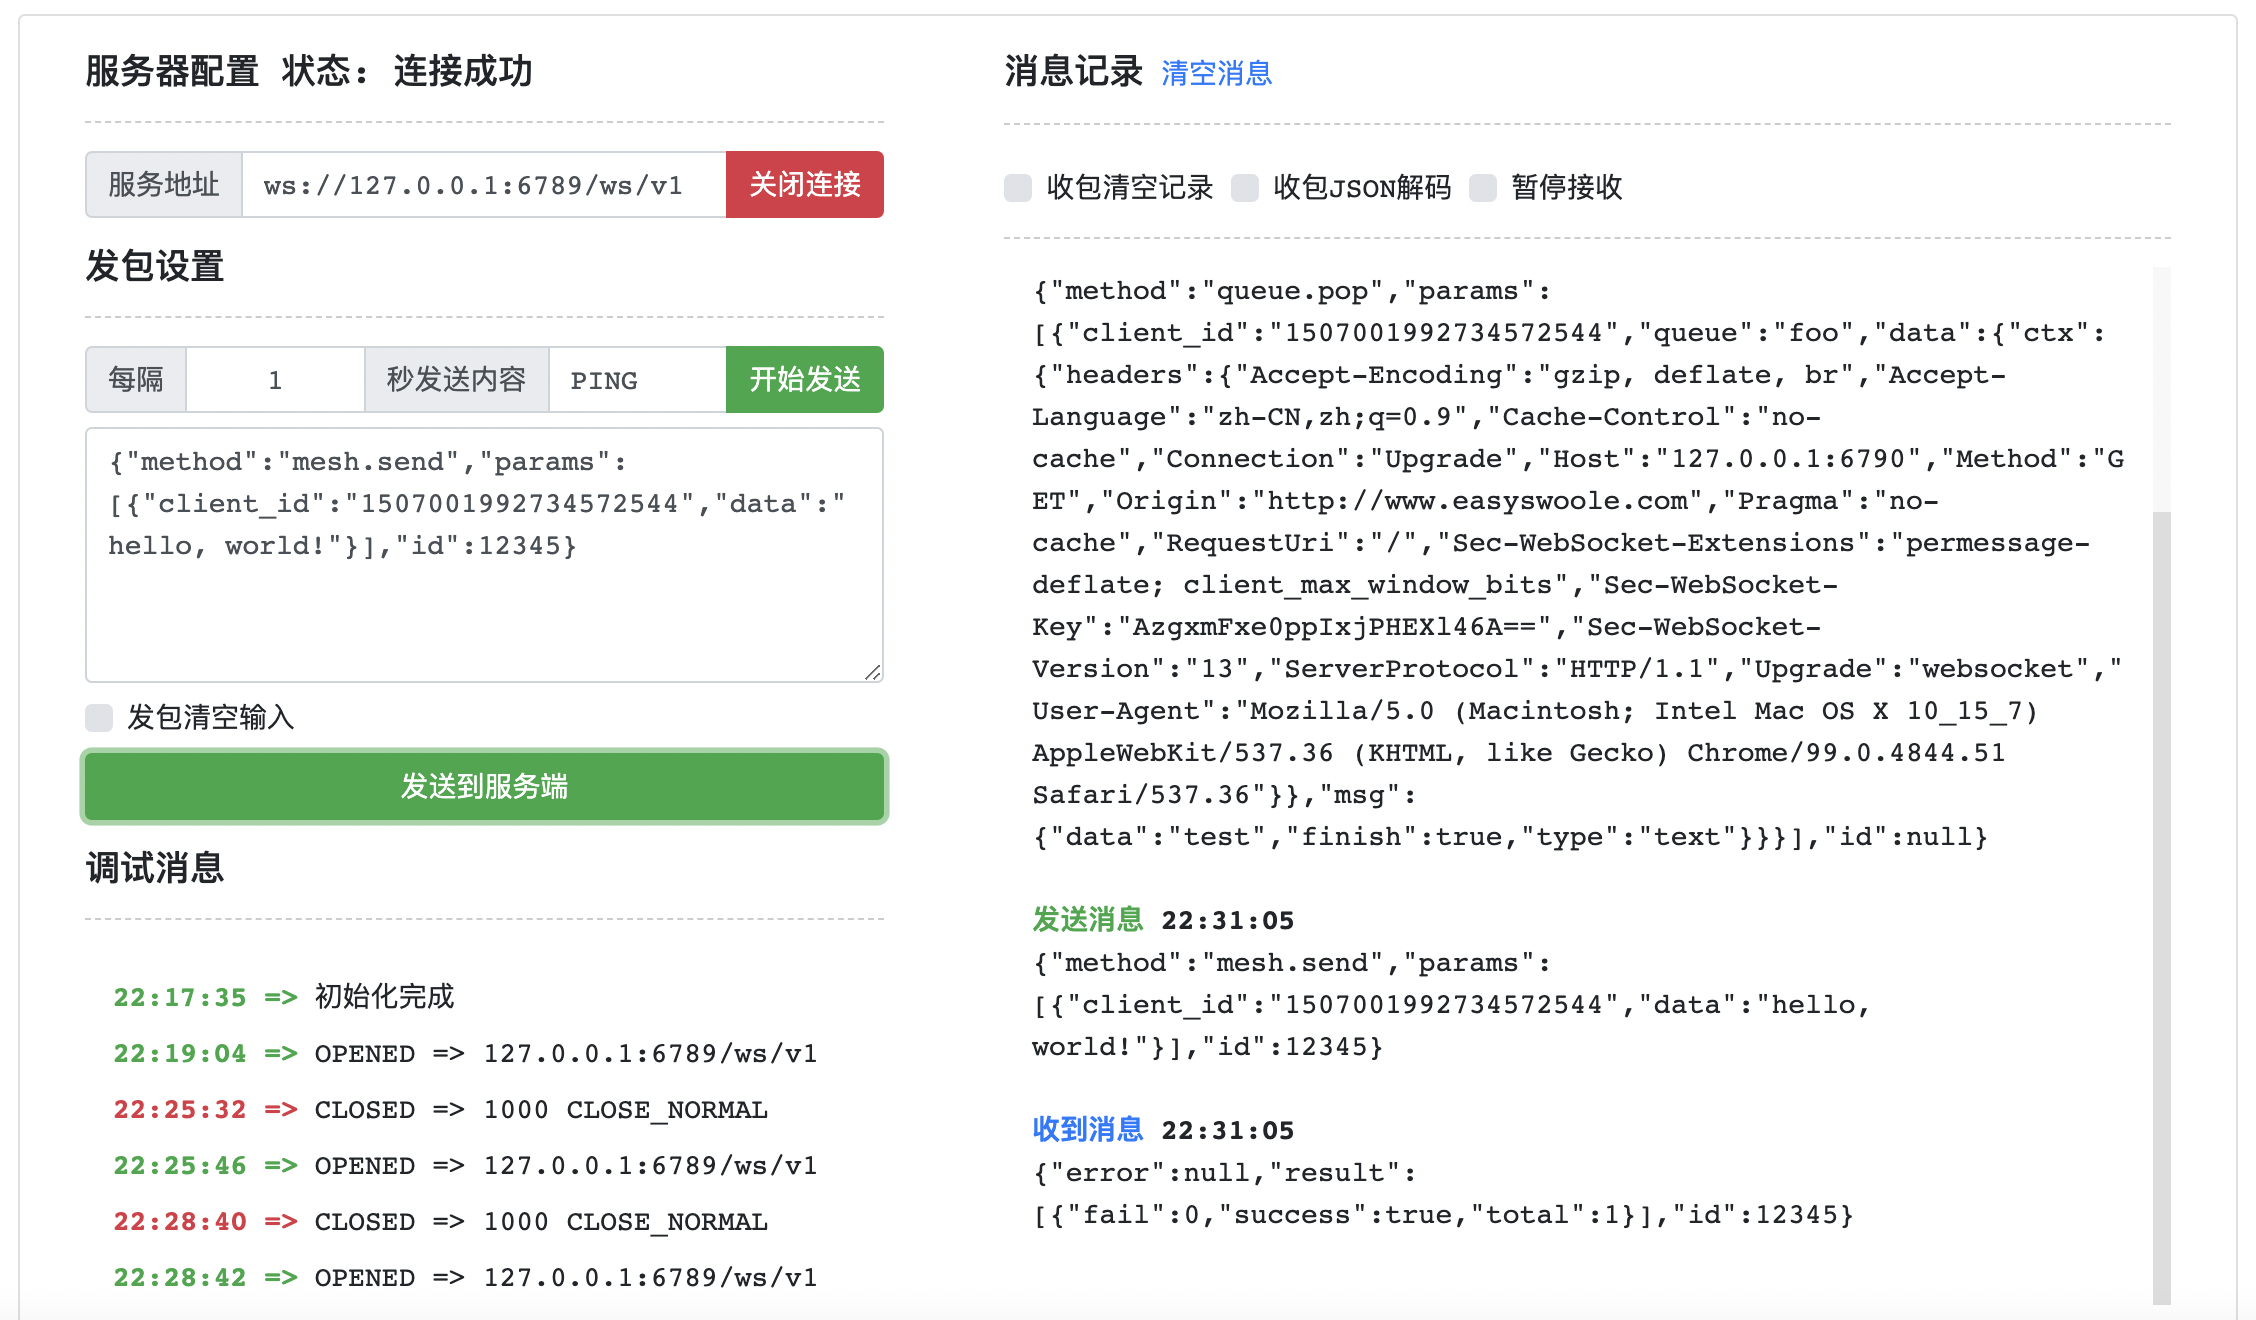 服务器配置 状态: 连接成功
服务地址 ws://127.0.0.1:6789/ws/v1 关闭连接
发包设置
每隔 1 秒发送内容 PING 开始发送
{"method":"mesh.send","params":
[{"client_id":"1507001992734572544","data":"
hello, world!"}],"id":12345}
发包清空输入
发送到服务端
调试消息
22:17:35 => 初始化完成
22:19:04 => OPENED => 127.0.0.1:6789/ws/v1
22:25:32 => CLOSED => 1000 CLOSE_NORMAL
22:25:46 => OPENED => 127.0.0.1:6789/ws/v1
22:28:40 => CLOSED => 1000 CLOSE_NORMAL
22:28:42 => OPENED => 127.0.0.1:6789/ws/v1
消息记录 清空消息
收包清空记录 收包JSON解码 暂停接收
{"method":"queue.pop","params":
[{"client_id":"1507001992734572544","queue":"foo","data":{"ctx":
{"headers":{"Accept-Encoding":"gzip, deflate, br","Accept-
Language":"zh-CN,zh;q=0.9","Cache-Control":"no-
cache","Connection":"Upgrade","Host":"127.0.0.1:6790","Method":"G
ET","Origin":"http://www.easyswoole.com","Pragma":"no-
cache","RequestUri":"/","Sec-WebSocket-Extensions":"permessage-
deflate; client_max_window_bits","Sec-WebSocket-
Key":"AzgxmFxe0ppIxjPHEXl46A==","Sec-WebSocket-
Version":"13","ServerProtocol":"HTTP/1.1","Upgrade":"websocket","
User-Agent":"Mozilla/5.0 (Macintosh; Intel Mac OS X 10_15_7)
AppleWebKit/537.36 (KHTML, like Gecko) Chrome/99.0.4844.51
Safari/537.36"}},"msg":
{"data":"test","finish":true,"type":"text"}}}],"id":null}
发送消息 22:31:05
{"method":"mesh.send","params":
[{"client_id":"1507001992734572544","data":"hello,
world!"}],"id":12345}
收到消息 22:31:05
{"error":null,"result":
[{"fail":0,"success":true,"total":1}],"id":12345}